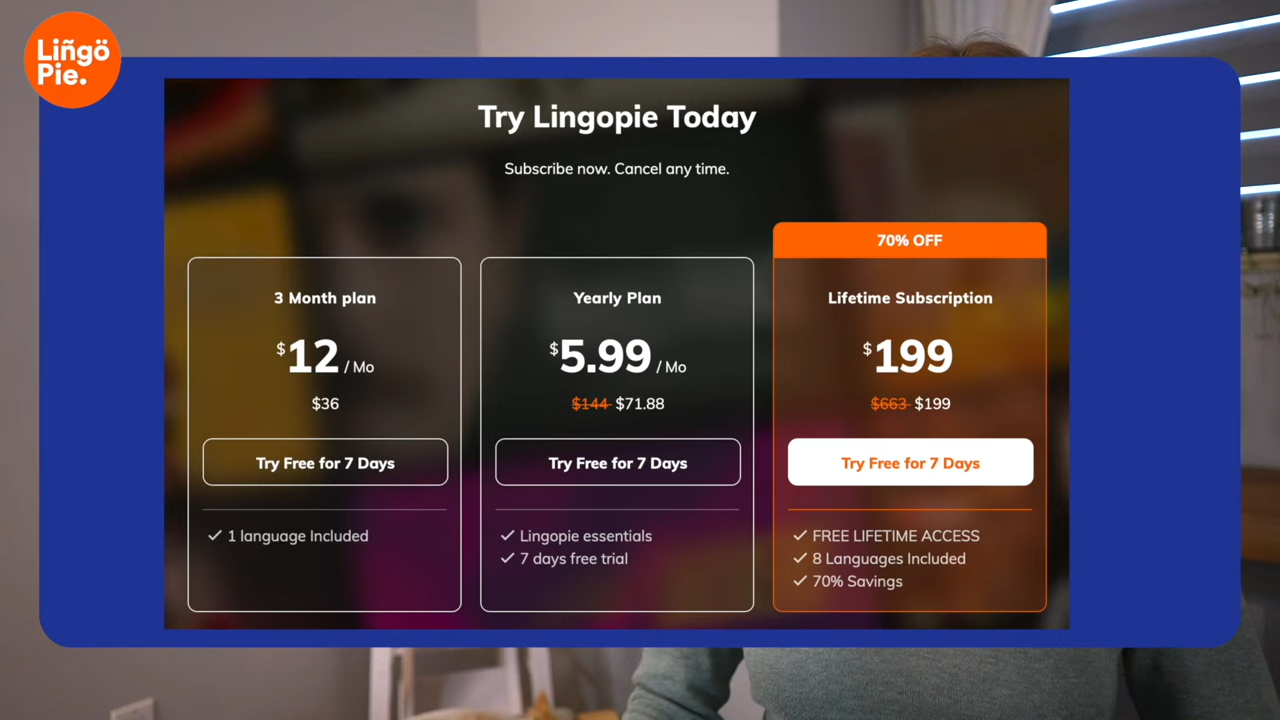 Liñgö
Pie.
Try Lingopie Today
Subscribe now. Cancel any time.
3 Month plan
$12 / Mo
$36
Try Free for 7 Days
✓ 1 language Included
Yearly Plan
$5.99 / Mo
$144 $71.88
Try Free for 7 Days
✓ Lingopie essentials
✓ 7 days free trial
70% OFF
Lifetime Subscription
$199
$663 $199
Try Free for 7 Days
✓ FREE LIFETIME ACCESS
✓ 8 Languages Included
✓ 70% Savings